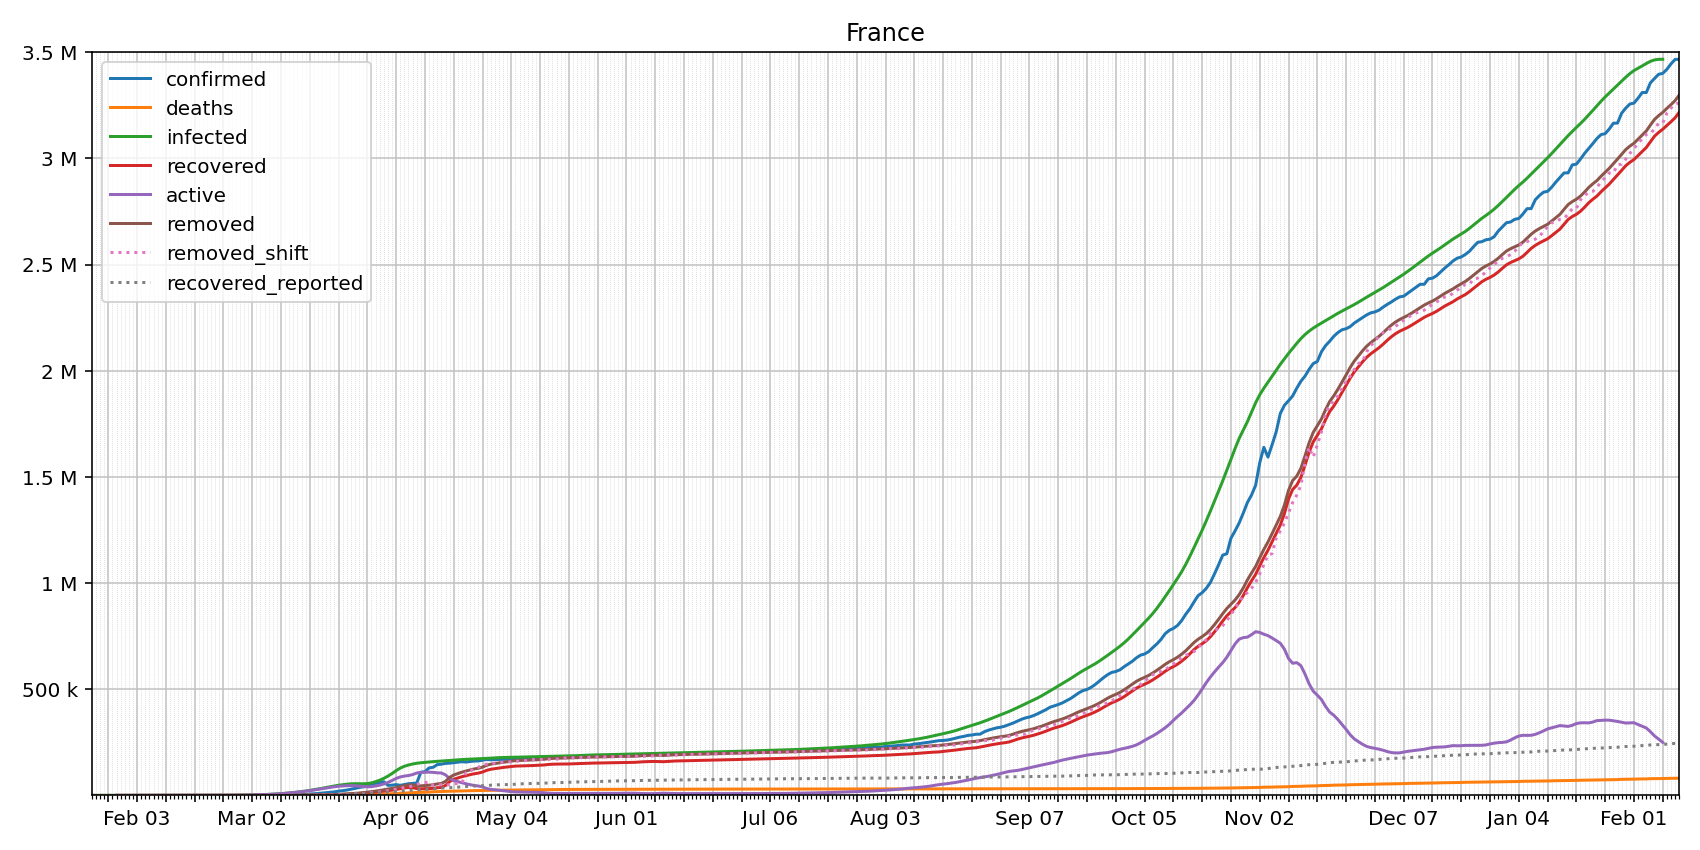 France
3.5 M
3 M
2.5 M
2 M
1.5 M
1 M
500 k
confirmed
deaths
infected
recovered
active
removed
removed_shift
recovered_reported
Feb 03 Mar 02 Apr 06 May 04 Jun 01 Jul 06 Aug 03 Sep 07 Oct 05 Nov 02 Dec 07 Jan 04 Feb 01